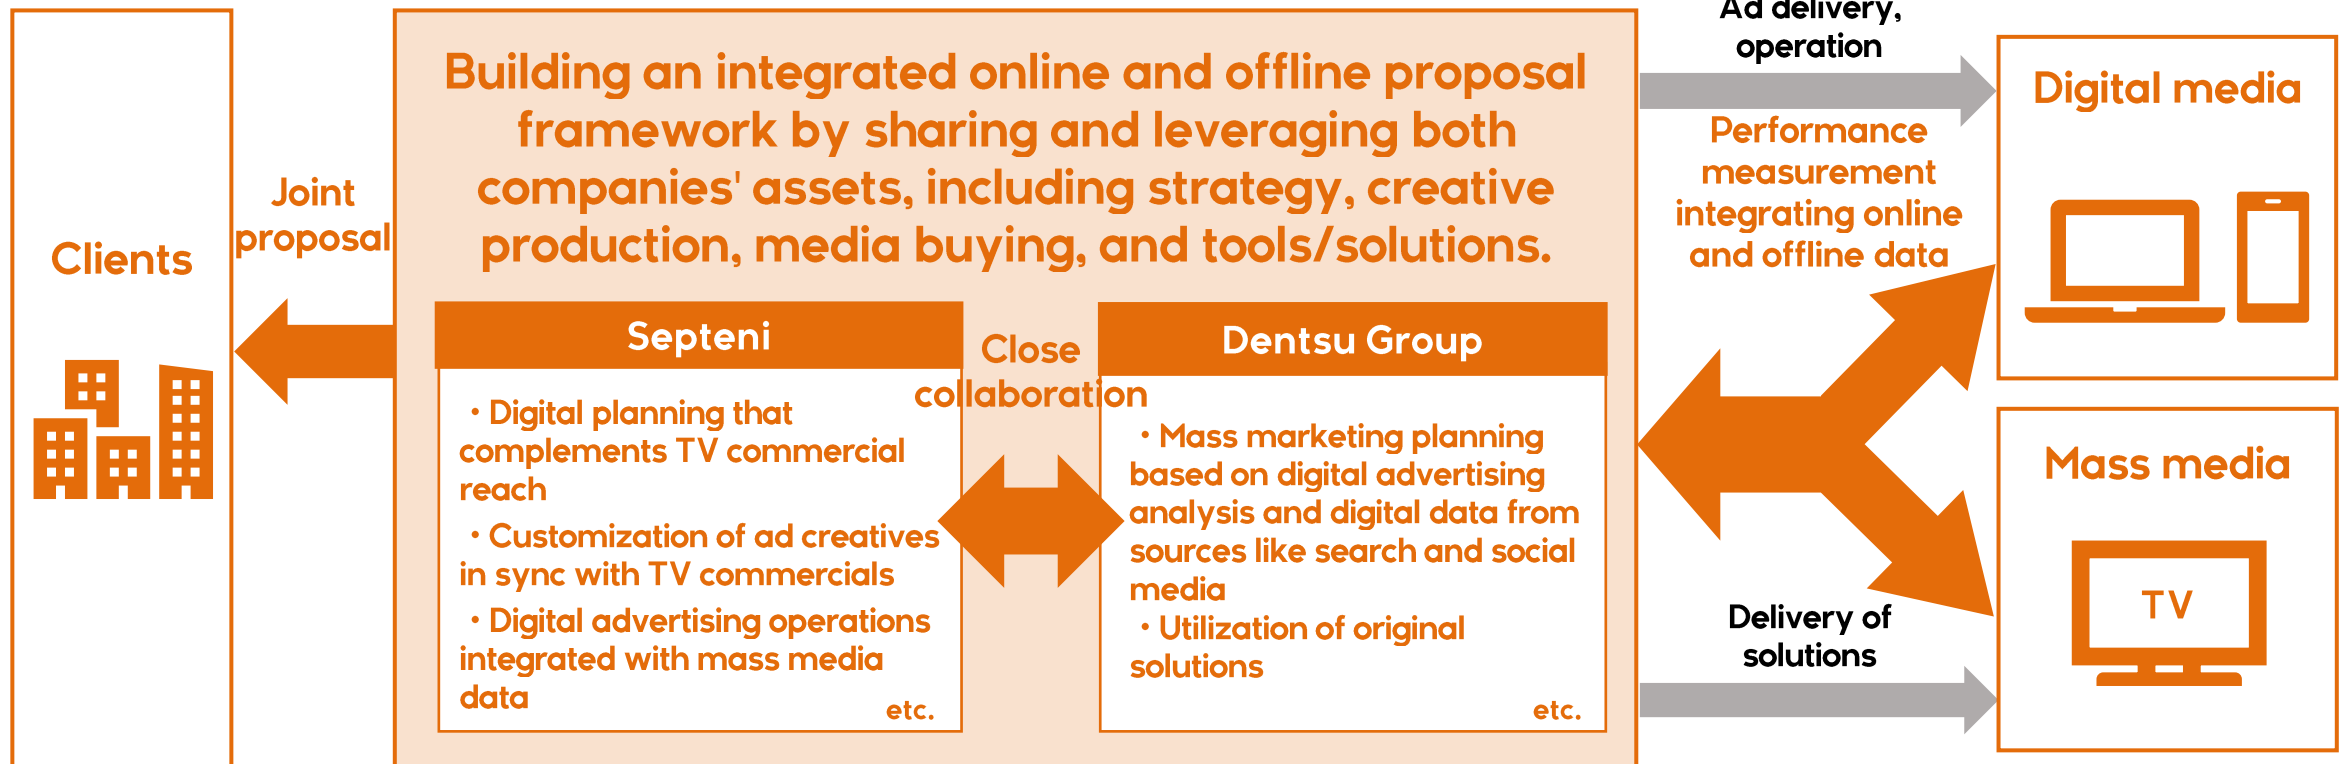 Clients
Joint
proposal
Building an integrated online and offline proposal
framework by sharing and leveraging both
companies' assets, including strategy, creative
production, media buying, and tools/solutions.
Septeni
・Digital planning that
complements TV commercial
reach
・Customization of ad creatives
in sync with TV commercials
・Digital advertising operations
integrated with mass media
data
etc.
Close
collaboration
Dentsu Group
・Mass marketing planning
based on digital advertising
analysis and digital data from
sources like search and social
media
・Utilization of original
solutions
etc.
Ad delivery,
operation
Performance
measurement
integrating online
and offline data
Delivery of
solutions
Digital media
Mass media
TV